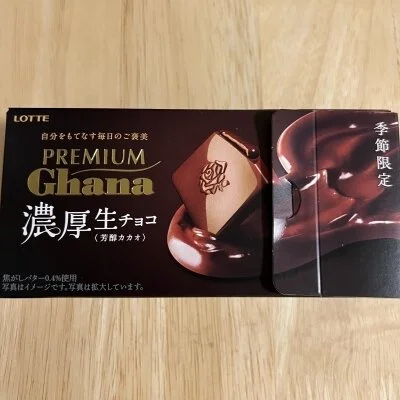 LOTTE
自分をもてなす毎日のご褒美
PREMIUM
Ghana
濃厚生チョコ
(芳醇カカオ)
季節限定
焦がしバター0.4%使用
写真はイメージです。写真は拡大しています。